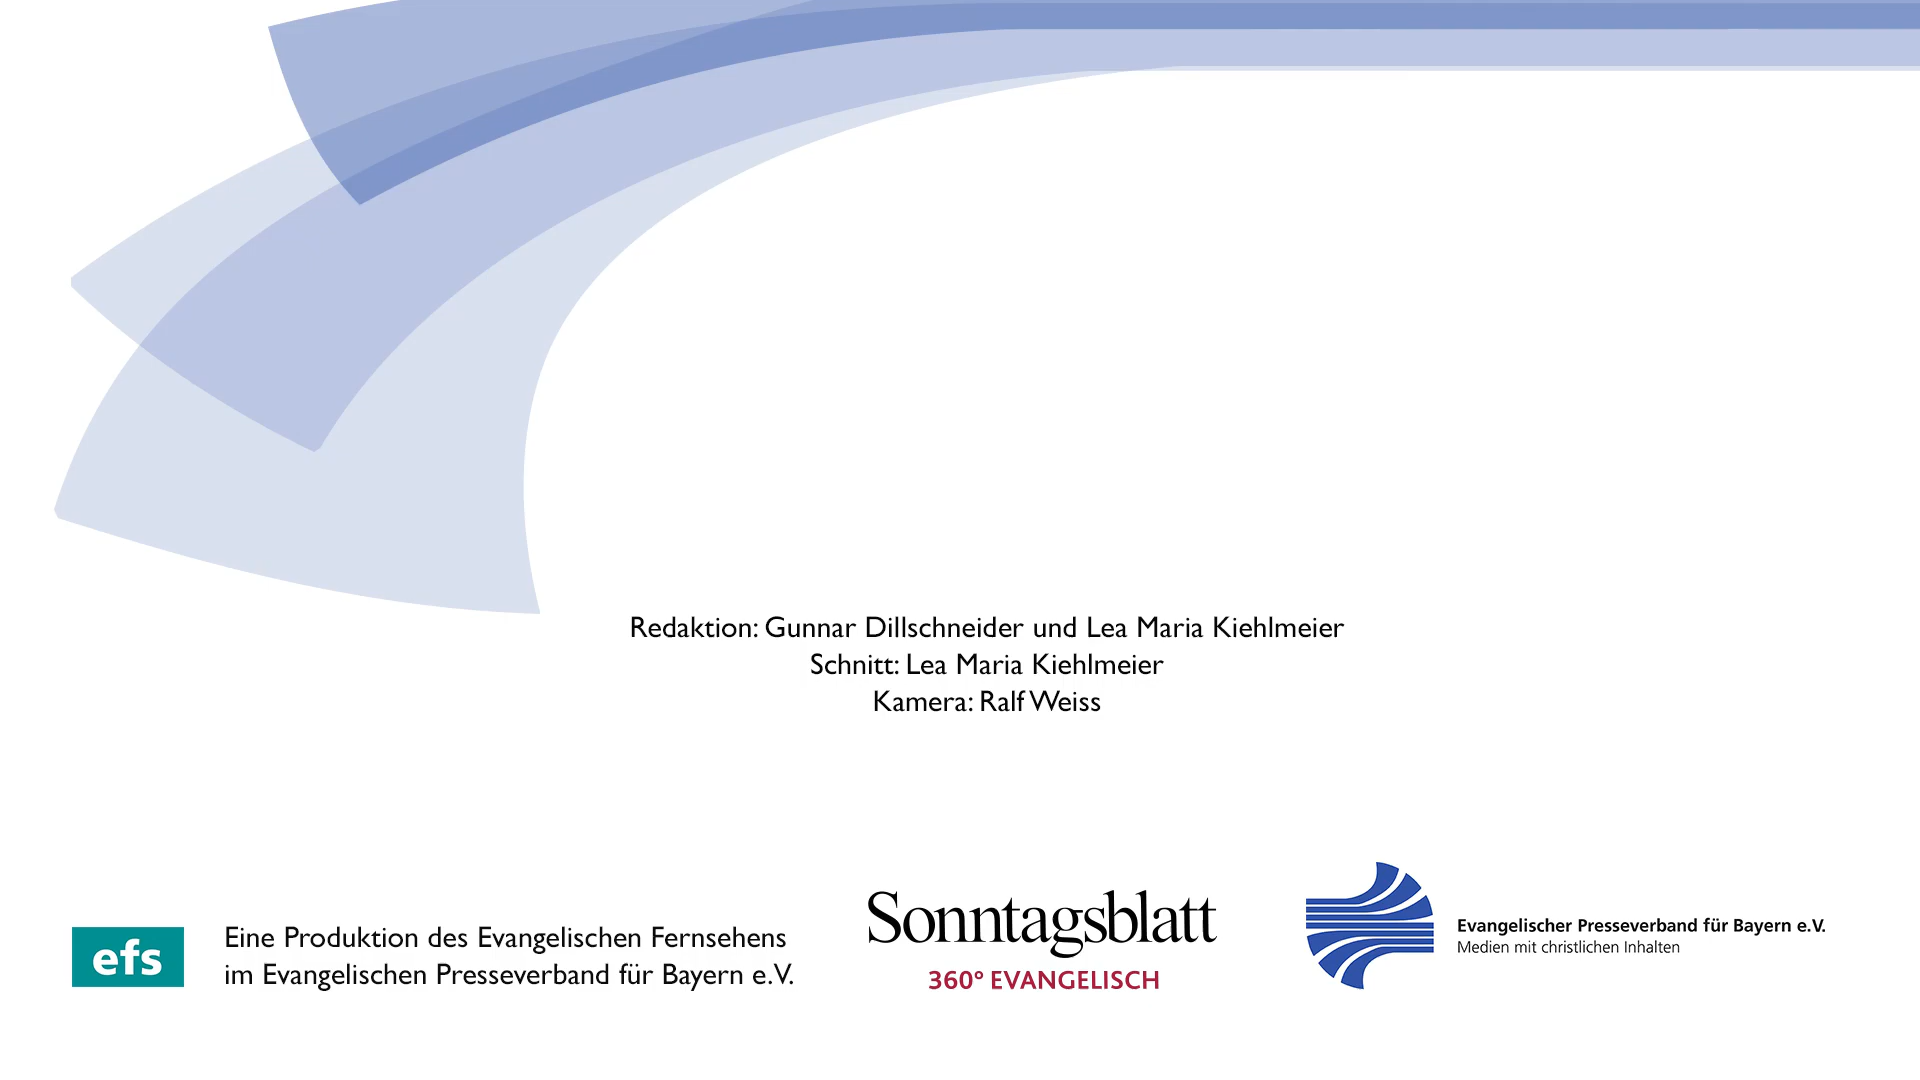 Redaktion: Gunnar Dillschneider und Lea Maria Kiehlmeier
Schnitt: Lea Maria Kiehlmeier
Kamera: Ralf Weiss
efs
Eine Produktion des Evangelischen Fernsehens
im Evangelischen Presseverband für Bayern e.V.
Sonntagsblatt
360° EVANGELISCH
Evangelischer Presseverband für Bayern e.V.
Medien mit christlichen Inhalten